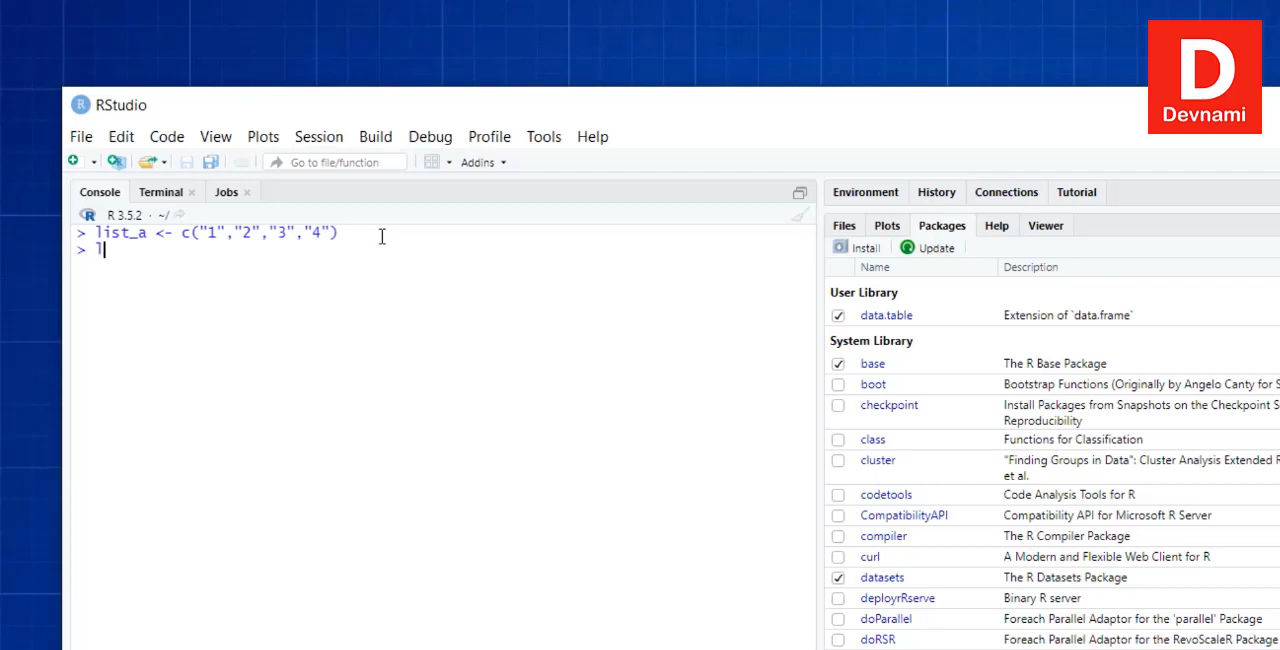 D
Devnami
RStudio
File Edit Code View Plots Session Build Debug Profile Tools Help
Go to file/function Addins
Console Terminal Jobs
R 3.5.2 · ~/
> list_a <- c("1","2","3","4")
> l
Environment History Connections Tutorial
Files Plots Packages Help Viewer
Install Update
Name Description
User Library
data.table Extension of `data.frame`
System Library
base The R Base Package
boot Bootstrap Functions (Originally by Angelo Canty for S
checkpoint Install Packages from Snapshots on the Checkpoint S
Reproducibility
class Functions for Classification
cluster "Finding Groups in Data": Cluster Analysis Extended R
et al.
codetools Code Analysis Tools for R
CompatibilityAPI Compatibility API for Microsoft R Server
compiler The R Compiler Package
curl A Modern and Flexible Web Client for R
datasets The R Datasets Package
deployrRserve Binary R server
doParallel Foreach Parallel Adaptor for the 'parallel' Package
doRSR Foreach Parallel Adaptor for the RevoScaleR Package